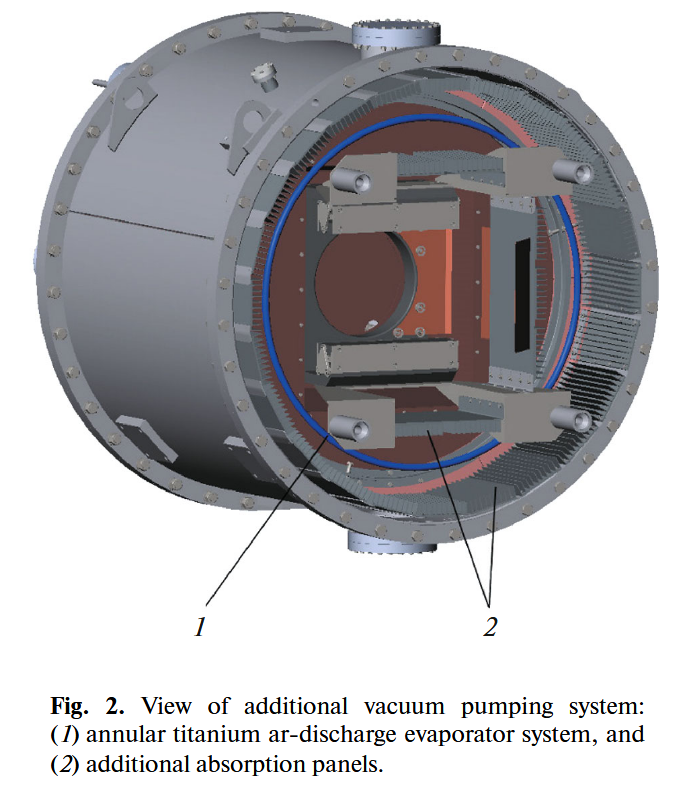 1
2
Fig. 2. View of additional vacuum pumping system:
(1) annular titanium ar-discharge evaporator system, and
(2) additional absorption panels.